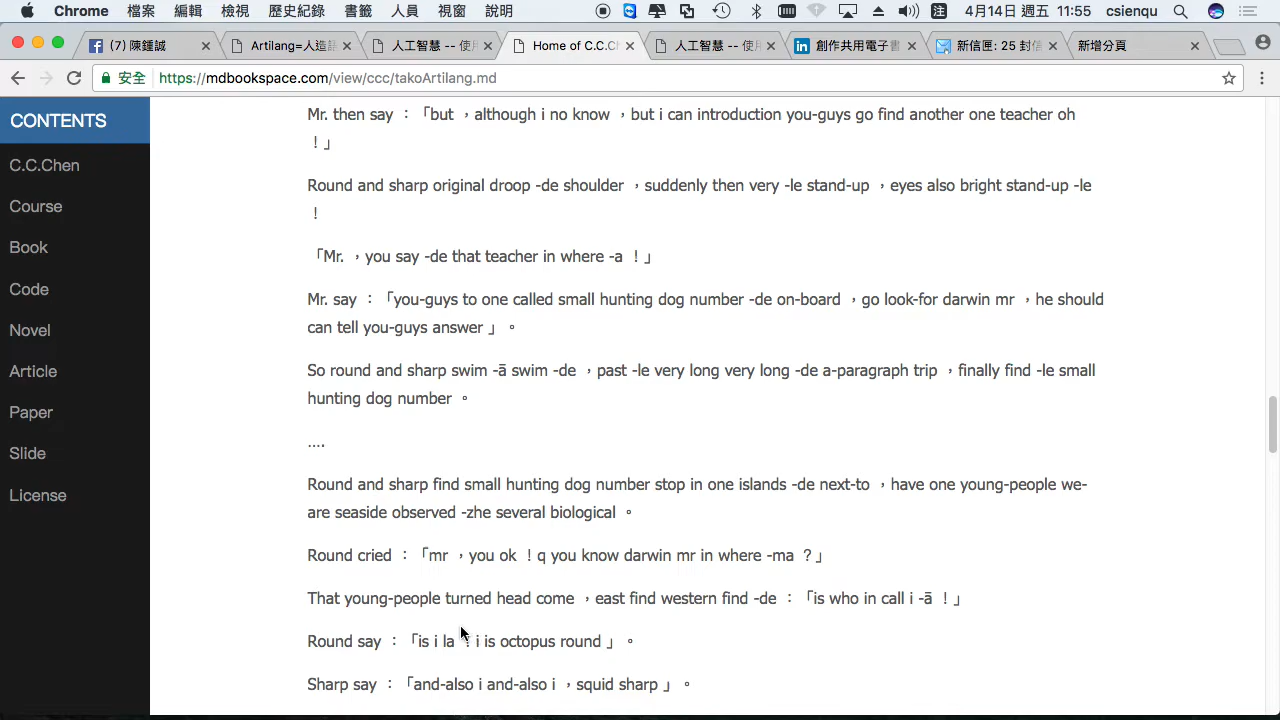 Chrome 檔案 編輯 檢視 歷史紀錄 書籤 人員 視窗 說明 注 4月14日 週五 11:55 csienqu
(7) 陳鍾誠 Artilang=人造語 人工智慧 -- 使用 Home of C.C.Ch 人工智慧 -- 使用 創作共用電子書 新信匣: 25 封信 新增分頁
安全 https://mdbookspace.com/view/ccc/takoArtilang.md
CONTENTS
C.C.Chen
Course
Book
Code
Novel
Article
Paper
Slide
License
Mr. then say ：「but ，although i no know ，but i can introduction you-guys go find another one teacher oh
！」
Round and sharp original droop -de shoulder ，suddenly then very -le stand-up ，eyes also bright stand-up -le
！
「Mr. ，you say -de that teacher in where -a ！」
Mr. say ：「you-guys to one called small hunting dog number -de on-board ，go look-for darwin mr ，he should
can tell you-guys answer」。
So round and sharp swim -ā swim -de ，past -le very long very long -de a-paragraph trip ，finally find -le small
hunting dog number 。
....
Round and sharp find small hunting dog number stop in one islands -de next-to ，have one young-people we-
are seaside observed -zhe several biological 。
Round cried ：「mr ，you ok ！q you know darwin mr in where -ma ？」
That young-people turned head come ，east find western find -de ：「is who in call i -ā ！」
Round say ：「is i la ！i is octopus round」。
Sharp say ：「and-also i and-also i ，squid sharp」。